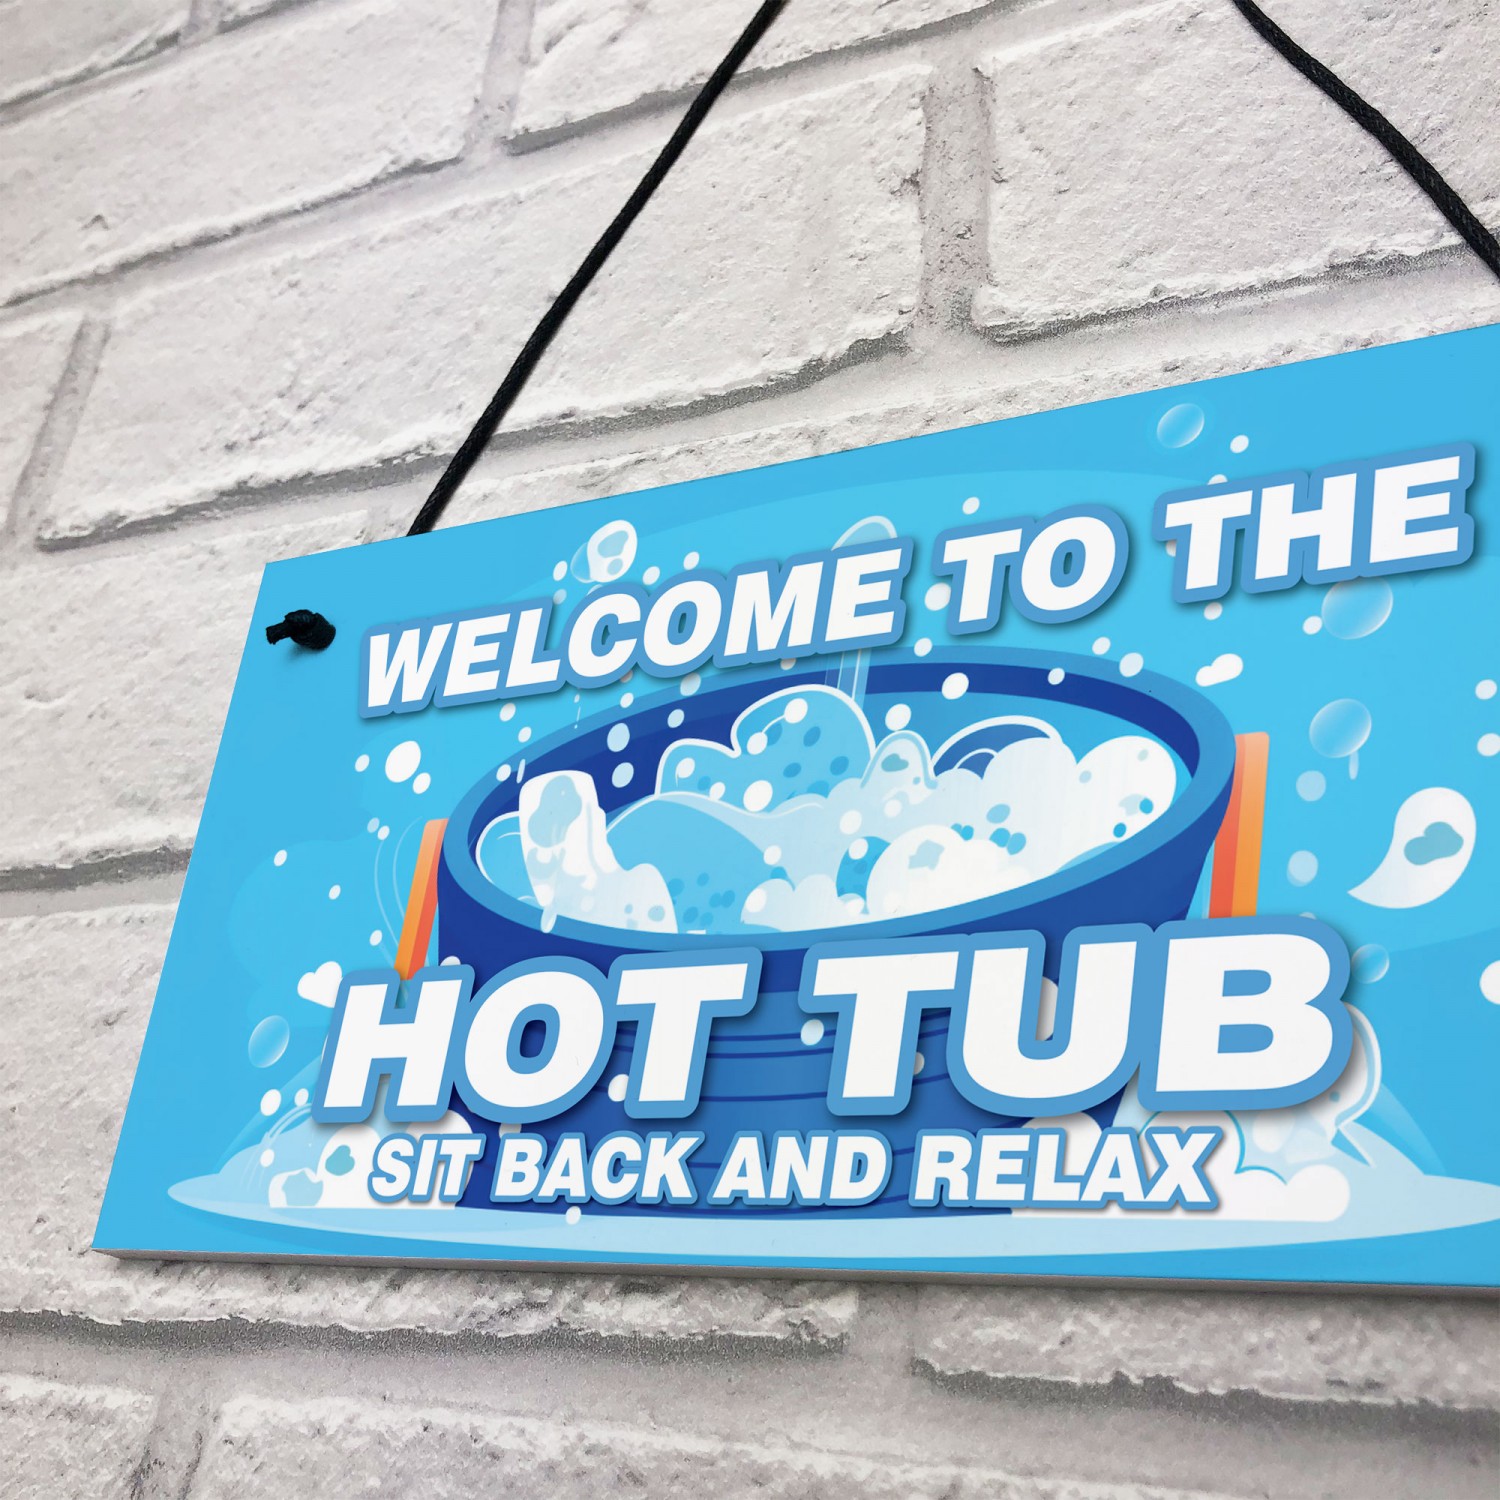 WELCOME TO THE
HOT TUB
SIT BACK AND RELAX